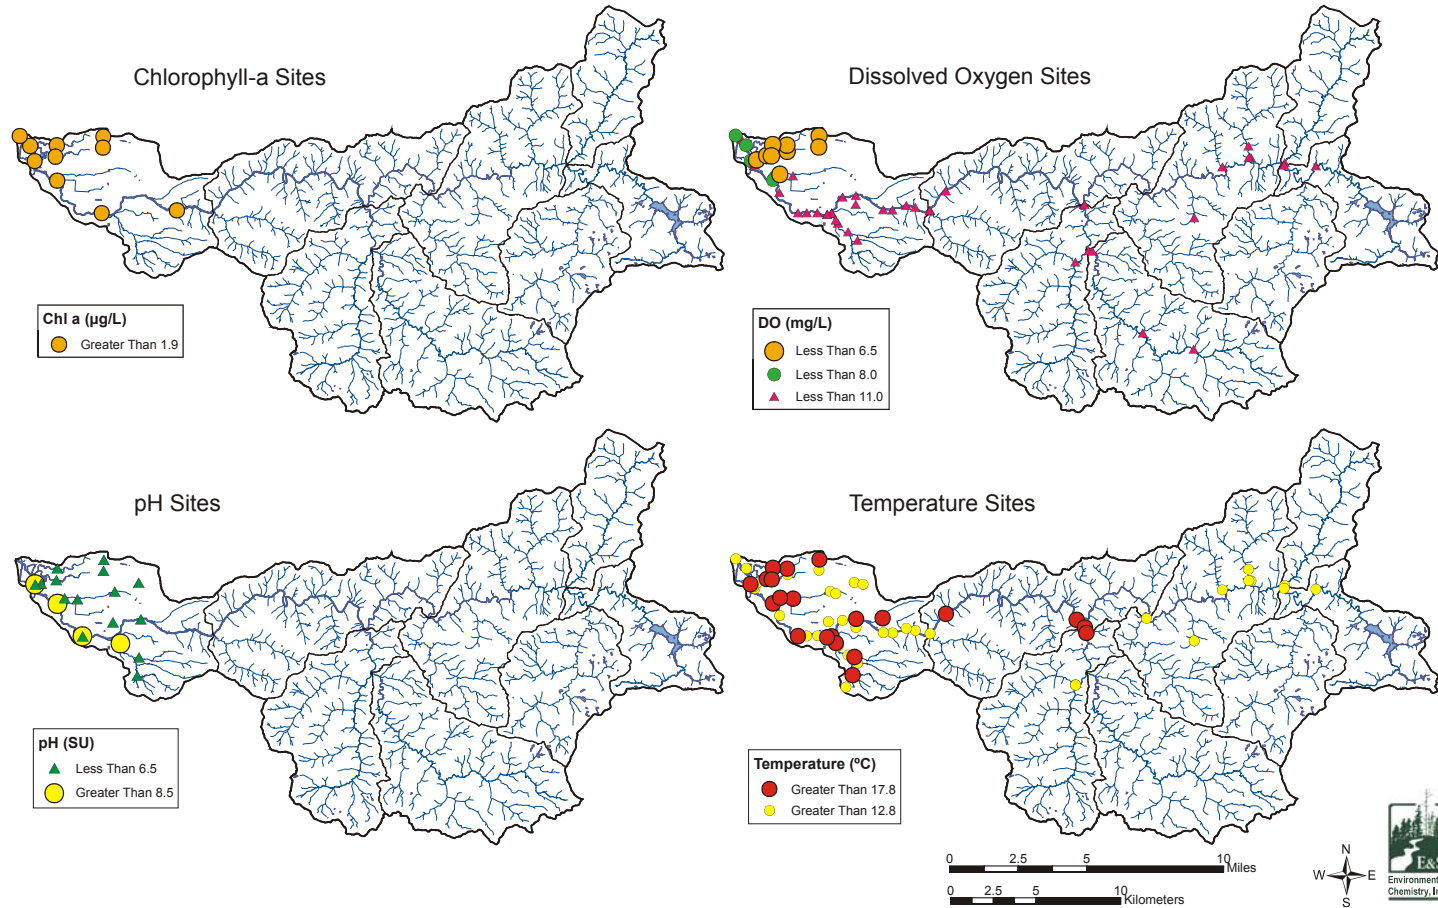 Chlorophyll-a Sites
Chl a (µg/L)
Greater Than 1.9
Dissolved Oxygen Sites
DO (mg/L)
Less Than 6.5
Less Than 8.0
Less Than 11.0
pH Sites
pH (SU)
Less Than 6.5
Greater Than 8.5
Temperature Sites
Temperature (ºC)
Greater Than 17.8
Greater Than 12.8
0 2.5 5 10
Miles
0 2.5 5 10
Kilometers
N
W E
S
E&S
Environment
Chemistry, In